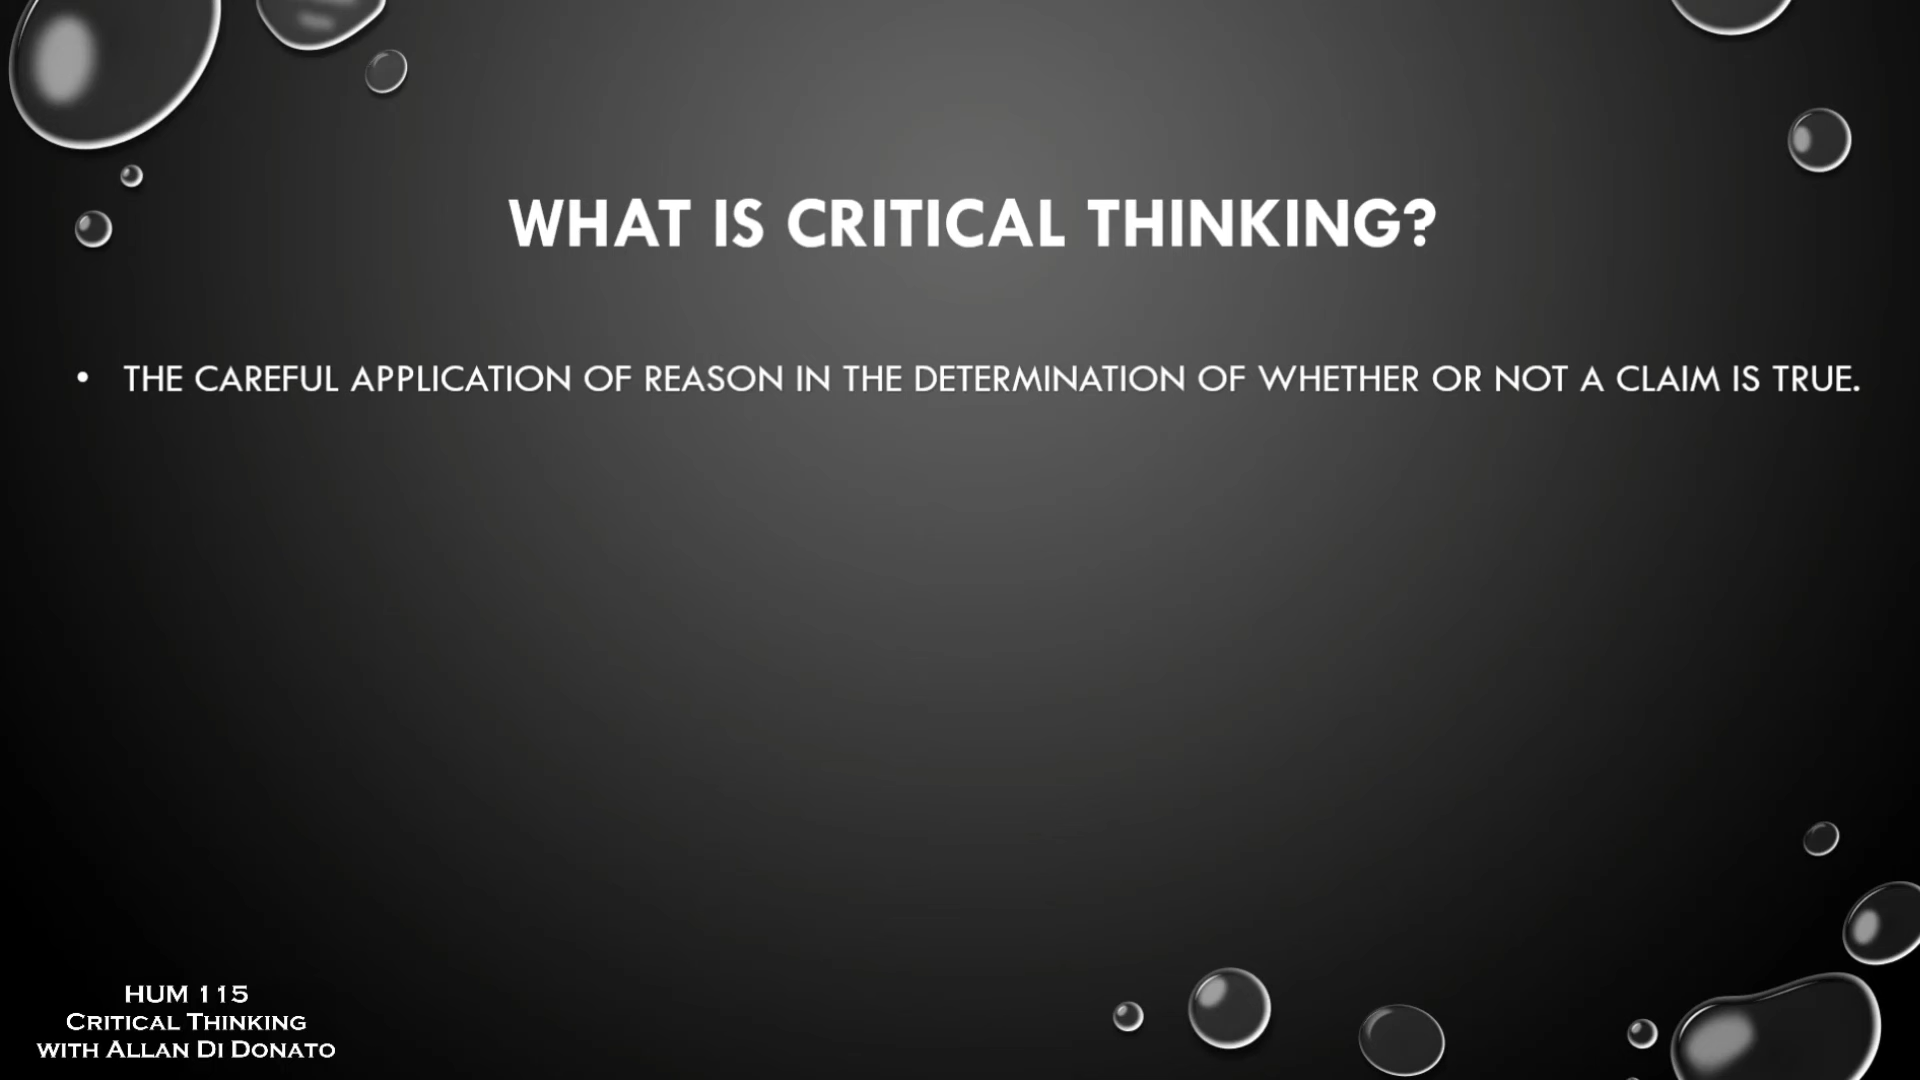 WHAT IS CRITICAL THINKING?
• THE CAREFUL APPLICATION OF REASON IN THE DETERMINATION OF WHETHER OR NOT A CLAIM IS TRUE.
HUM 115
CRITICAL THINKING
WITH ALLAN DI DONATO